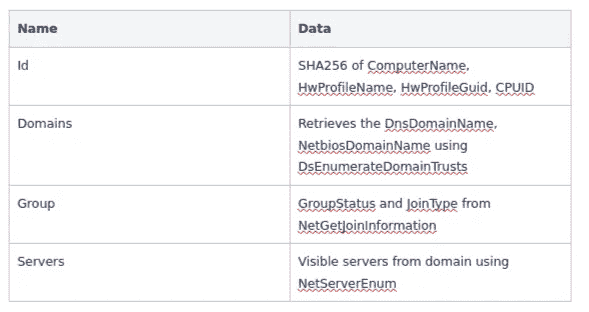 Name Data
Id SHA256 of ComputerName,
HwProfileName, HwProfileGuid, CPUID
Domains Retrieves the DnsDomainName,
NetbiosDomainName using
DsEnumerateDomainTrusts
Group GroupStatus and JoinType from
NetGetJoinInformation
Servers Visible servers from domain using
NetServerEnum